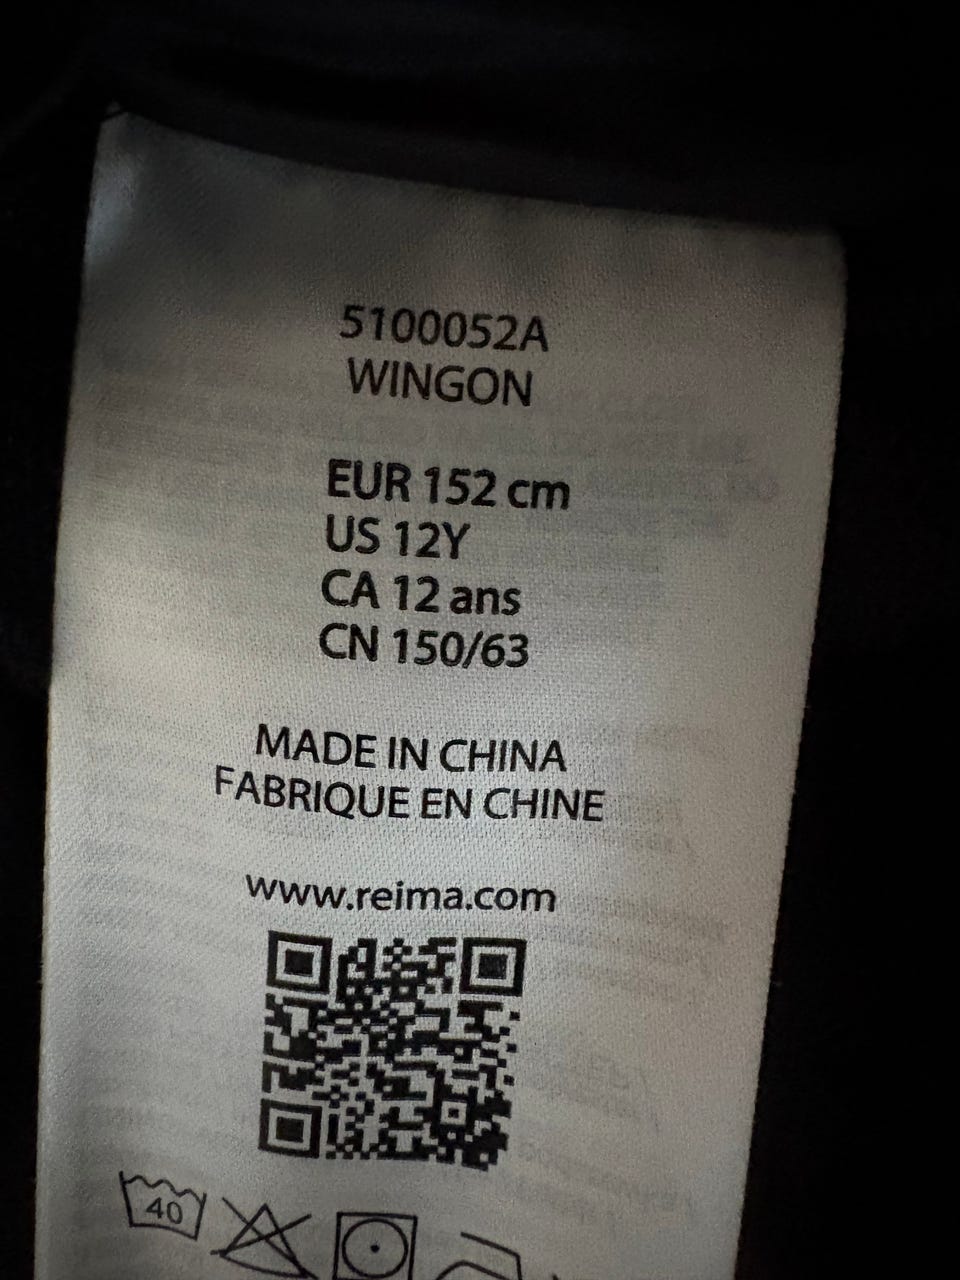 5100052A
WINGON
EUR 152 cm
US 12Y
CA 12 ans
CN 150/63
MADE IN CHINA
FABRIQUE EN CHINE
www.reima.com
40